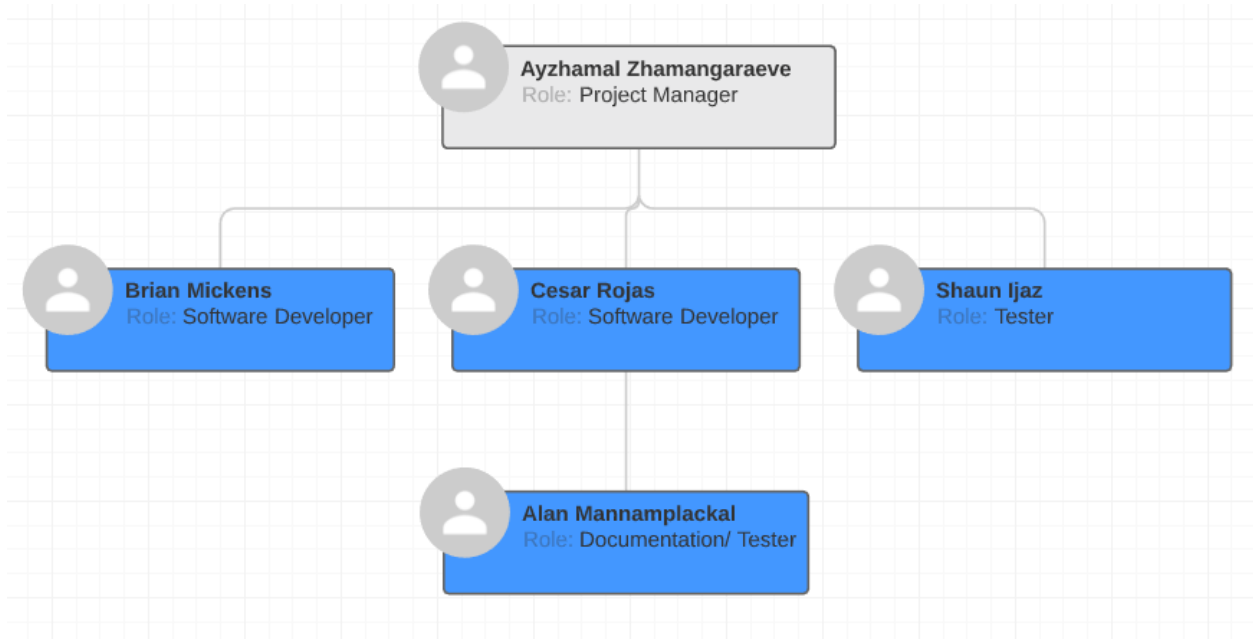 Ayzhamal Zhamangaraeve
Role: Project Manager
Brian Mickens
Role: Software Developer
Cesar Rojas
Role: Software Developer
Shaun Ijaz
Role: Tester
Alan Mannamplackal
Role: Documentation/ Tester